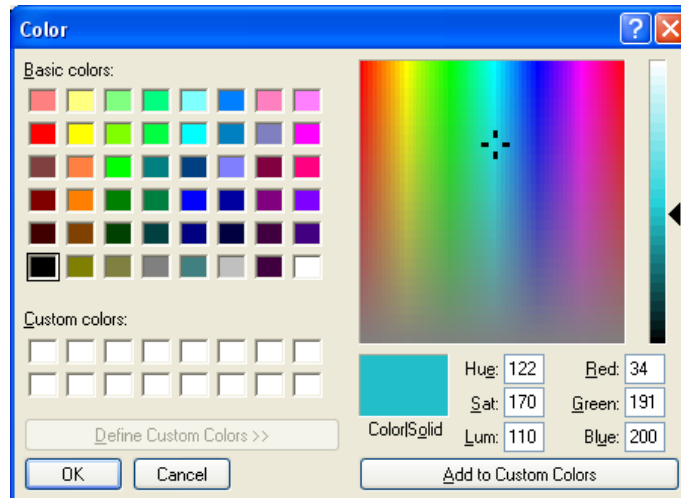 Color
Basic colors:
Custom colors:
Define Custom Colors >>
OK Cancel
Color|Solid
Hue: 122 Red: 34
Sat: 170 Green: 191
Lum: 110 Blue: 200
Add to Custom Colors